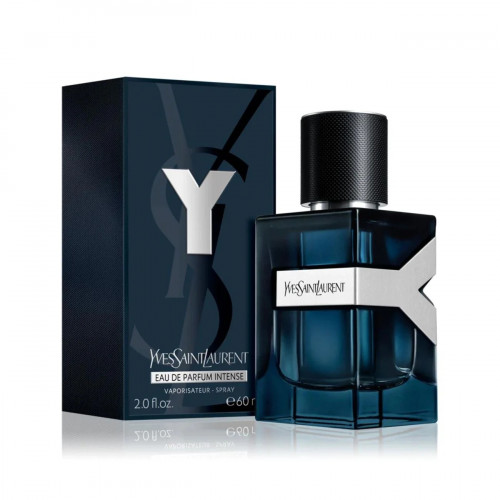 Y
YVESSAINTLAURENT
EAU DE PARFUM INTENSE
VAPORISATEUR - SPRAY
2.0 fl.oz. ℮60
YVESSAINTLAURENT